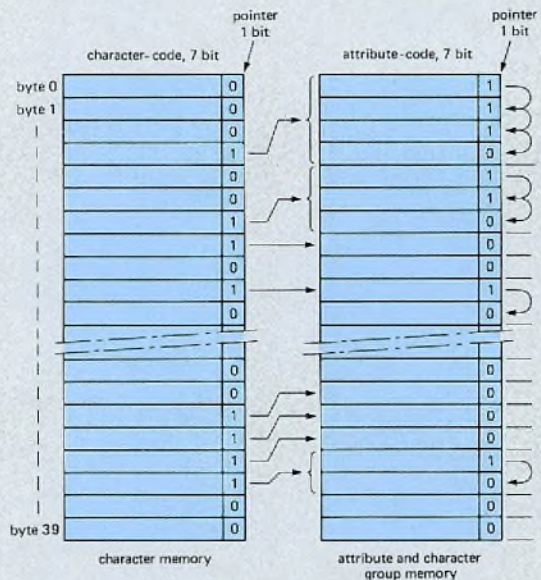 pointer
1 bit
pointer
1 bit
character-code, 7 bit
attribute-code, 7 bit
byte 0 0 1
byte 1 0 1
0 1
1 0
0 1
0 1
1 0
1 0
0 0
1 1
0 0
0 0
0 0
1 0
1 0
1 1
1 0
0 0
byte 39 0 0
character memory
attribute and character
group memory